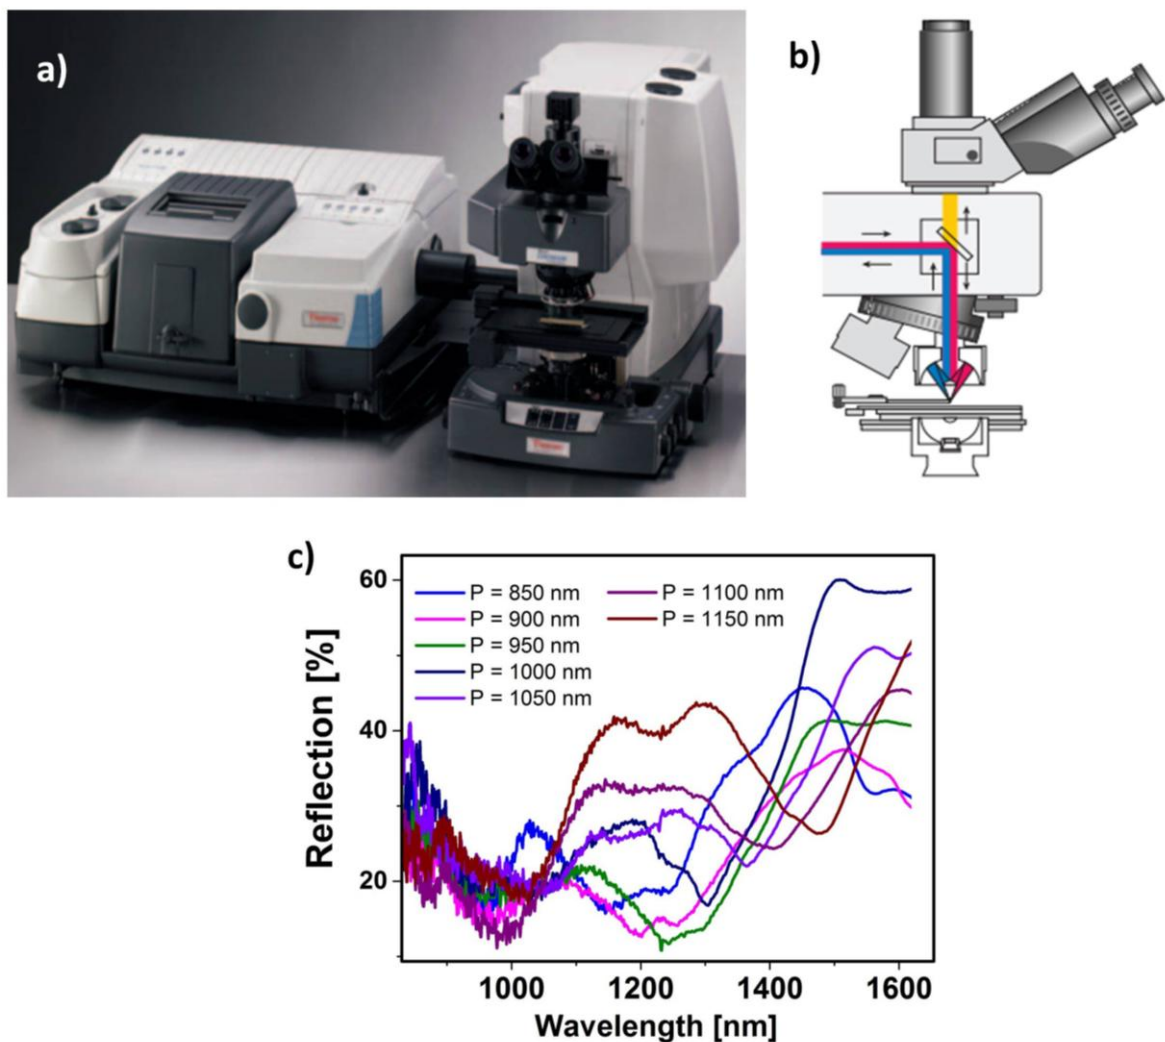 a)
b)
c)
Reflection [%]
60
40
20
P = 850 nm
P = 900 nm
P = 950 nm
P = 1000 nm
P = 1050 nm
P = 1100 nm
P = 1150 nm
1000 1200 1400 1600
Wavelength [nm]